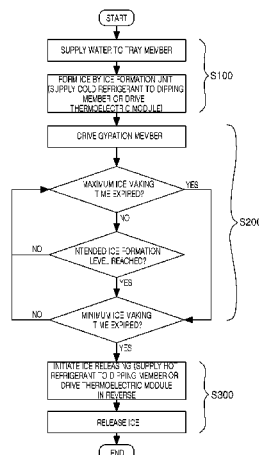 START
SUPPLY WATER TO TRAY MEMBER
S100
FORM ICE BY ICE FORMATION UNIT
(SUPPLY COLD REFRIGERANT TO DIPPING
MEMBER OR DRIVE
THERMOELECTRIC MODULE)
DRIVE GYRATION MEMBER
MAXIMUM ICE MAKING
TIME EXPIRED?
YES
NO
S200
INTENDED ICE FORMATION
LEVEL REACHED?
NO
YES
MINIMUM ICE MAKING
TIME EXPIRED?
NO
YES
INITIATE ICE RELEASING (SUPPLY HOT
REFRIGERANT TO DIPPING MEMBER OR
DRIVE THERMOELECTRIC MODULE
IN REVERSE
S300
RELEASE ICE
END